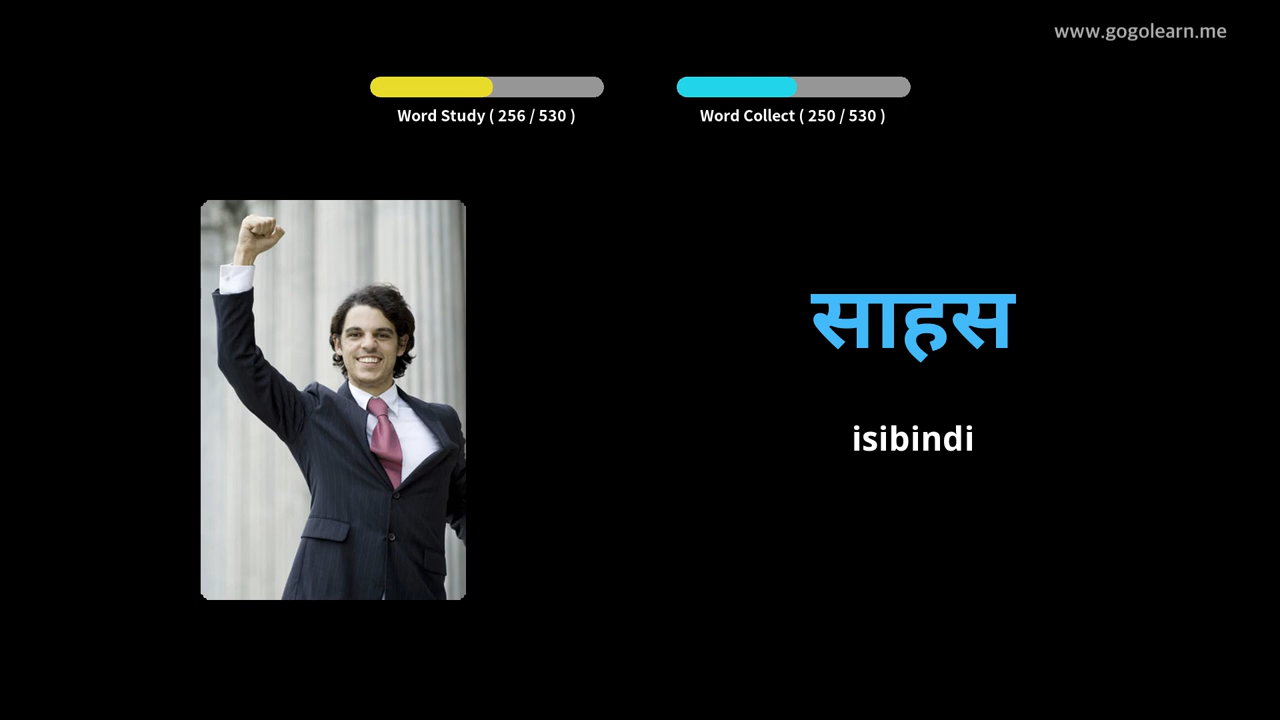 www.gogolearn.me
Word Study ( 256 / 530 )
Word Collect ( 250 / 530 )
साहस
isibindi